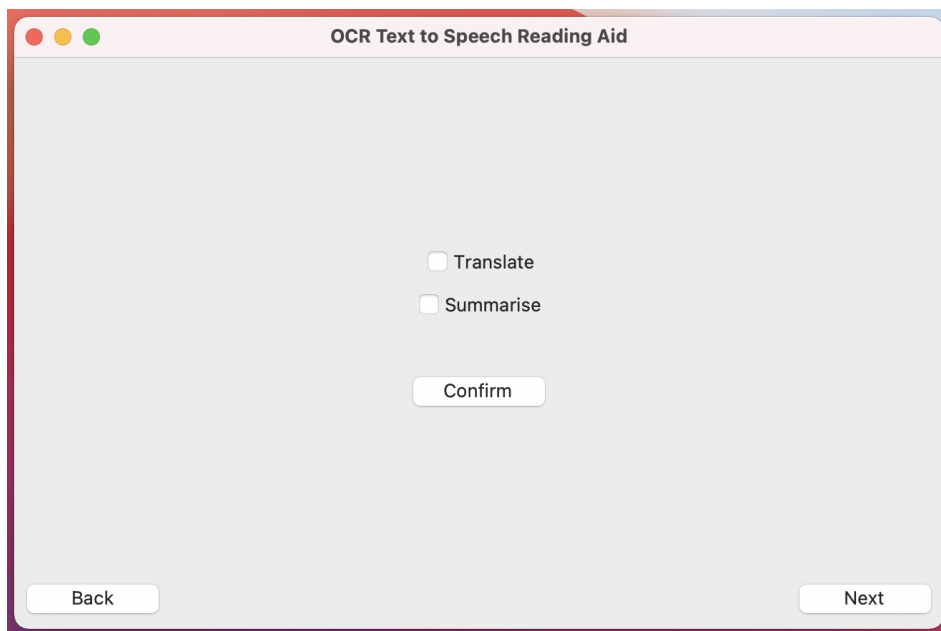 OCR Text to Speech Reading Aid
Translate
Summarise
Confirm
Back
Next